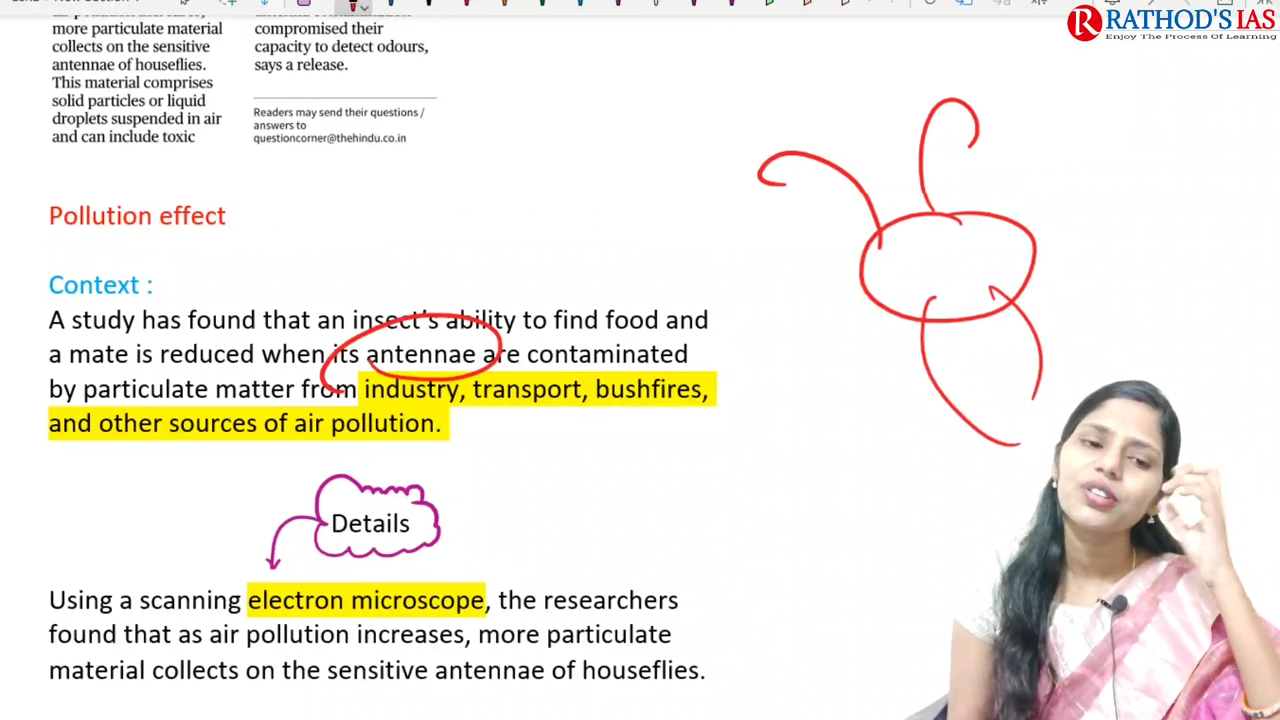 RATHOD'S IAS
Enjoy The Process Of Learning
more particulate material
collects on the sensitive
antennae of houseflies.
This material comprises
solid particles or liquid
droplets suspended in air
and can include toxic
compromised their
capacity to detect odours,
says a release.
Readers may send their questions /
answers to
questioncorner@thehindu.co.in
Pollution effect
Context :
A study has found that an insect's ability to find food and
a mate is reduced when its antennae are contaminated
by particulate matter from industry, transport, bushfires,
and other sources of air pollution.
Details
Using a scanning electron microscope, the researchers
found that as air pollution increases, more particulate
material collects on the sensitive antennae of houseflies.